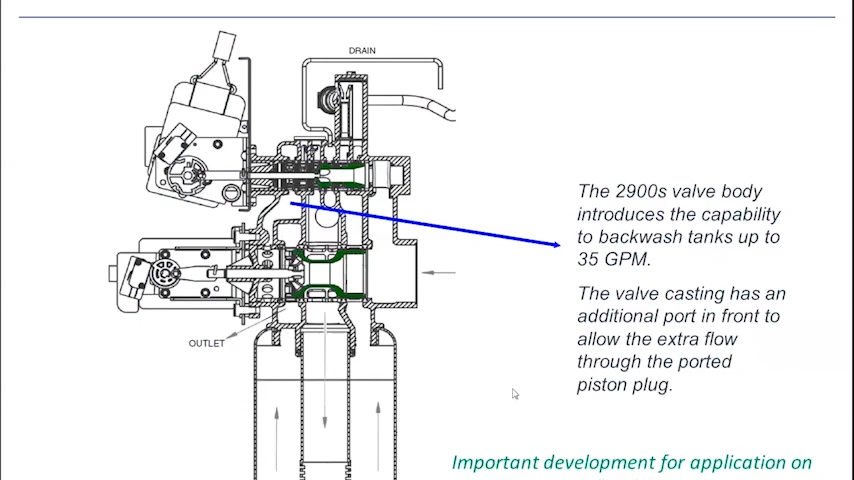 DRAIN
The 2900s valve body
introduces the capability
to backwash tanks up to
35 GPM.
The valve casting has an
additional port in front to
allow the extra flow
through the ported
piston plug.
OUTLET
Important development for application on